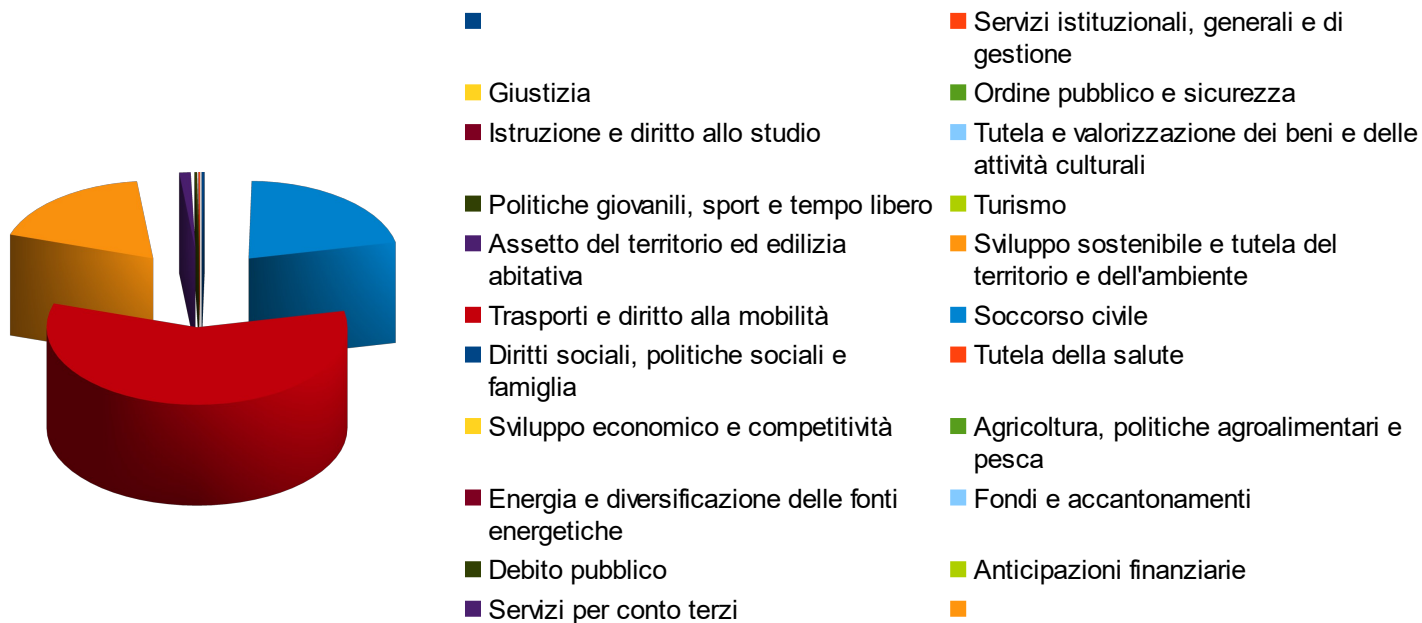 Servizi istituzionali, generali e di
gestione
Giustizia
Ordine pubblico e sicurezza
Istruzione e diritto allo studio
Tutela e valorizzazione dei beni e delle
attività culturali
Politiche giovanili, sport e tempo libero
Turismo
Assetto del territorio ed edilizia
abitativa
Sviluppo sostenibile e tutela del
territorio e dell'ambiente
Trasporti e diritto alla mobilità
Soccorso civile
Diritti sociali, politiche sociali e
famiglia
Tutela della salute
Sviluppo economico e competitività
Agricoltura, politiche agroalimentari e
pesca
Energia e diversificazione delle fonti
energetiche
Fondi e accantonamenti
Debito pubblico
Anticipazioni finanziarie
Servizi per conto terzi